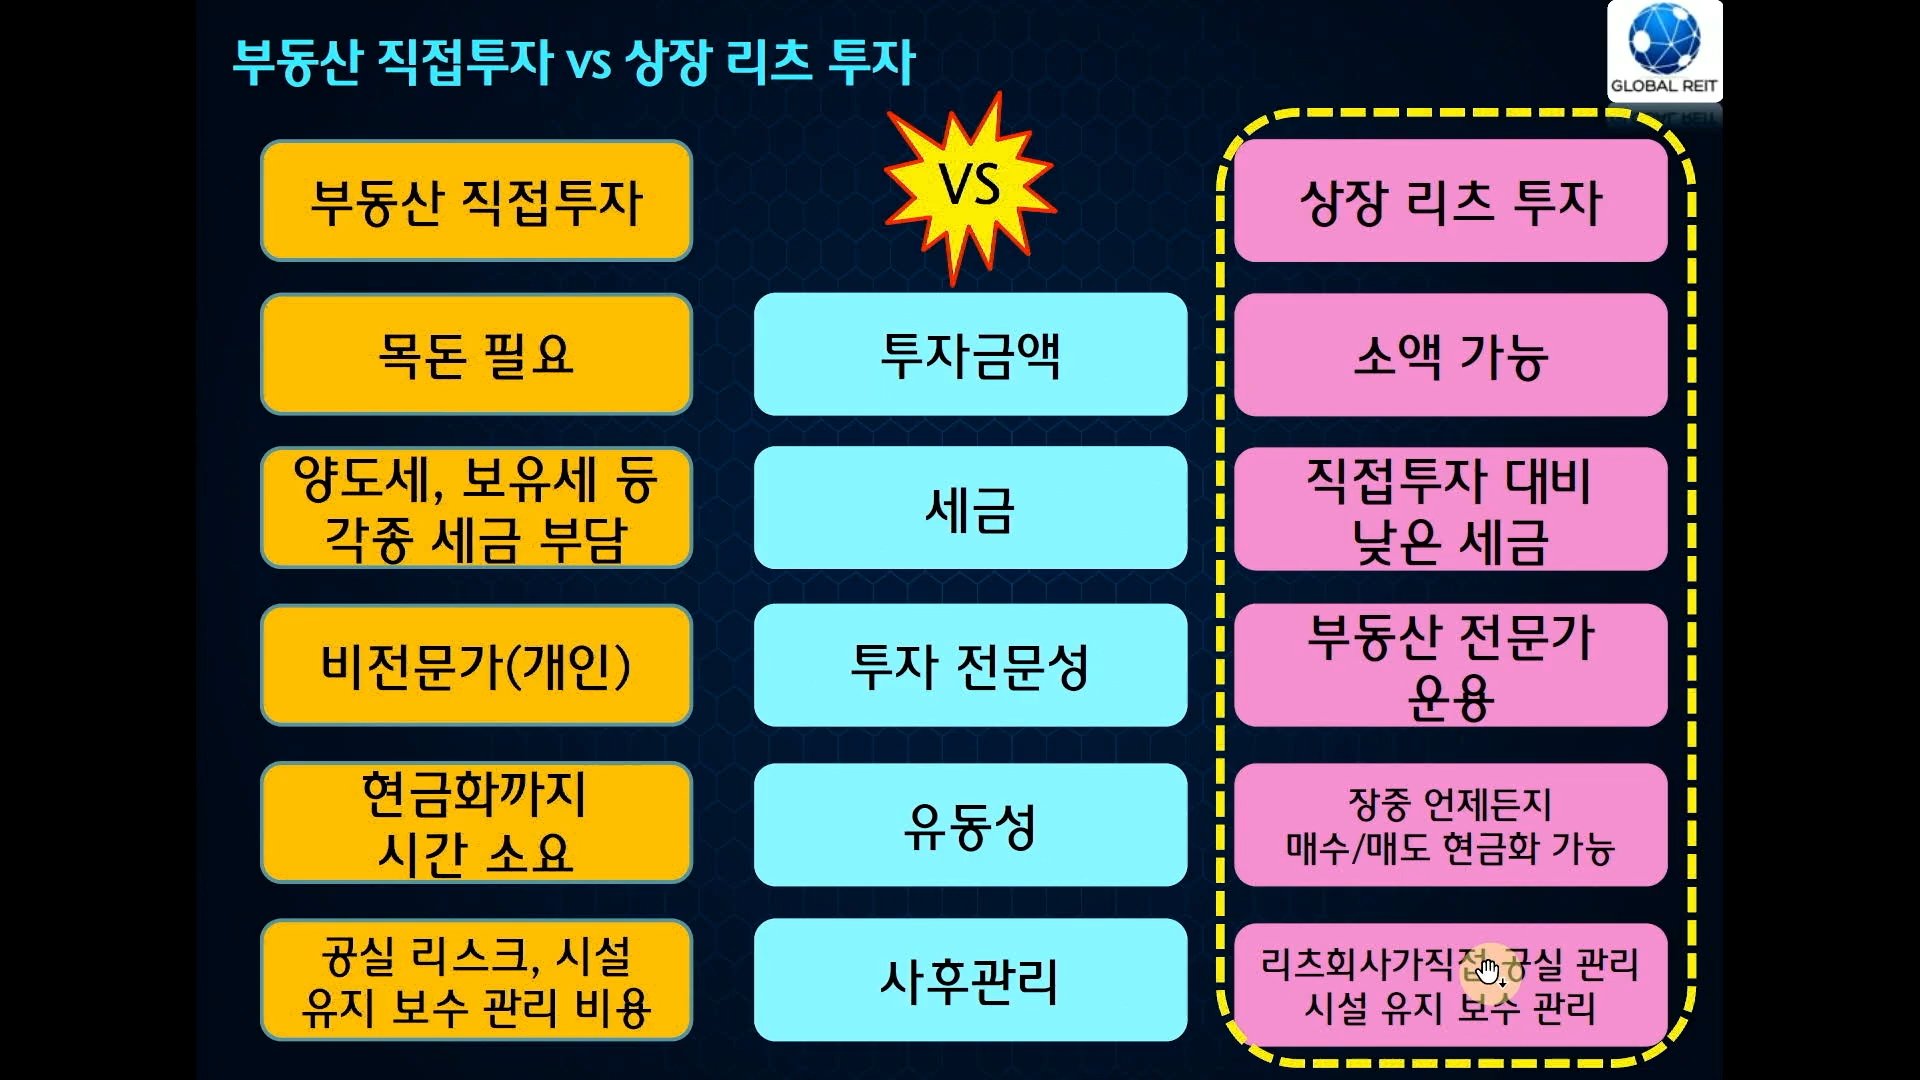 부동산 직접투자 vs 상장 리츠 투자
GLOBAL REIT
부동산 직접투자
VS
상장 리츠 투자
목돈 필요
투자금액
소액 가능
양도세, 보유세 등
각종 세금 부담
세금
직접투자 대비
낮은 세금
비전문가(개인)
투자 전문성
부동산 전문가
운용
현금화까지
시간 소요
유동성
장중 언제든지
매수/매도 현금화 가능
공실 리스크, 시설
유지 보수 관리 비용
사후관리
리츠회사가직접 공실 관리
시설 유지 보수 관리